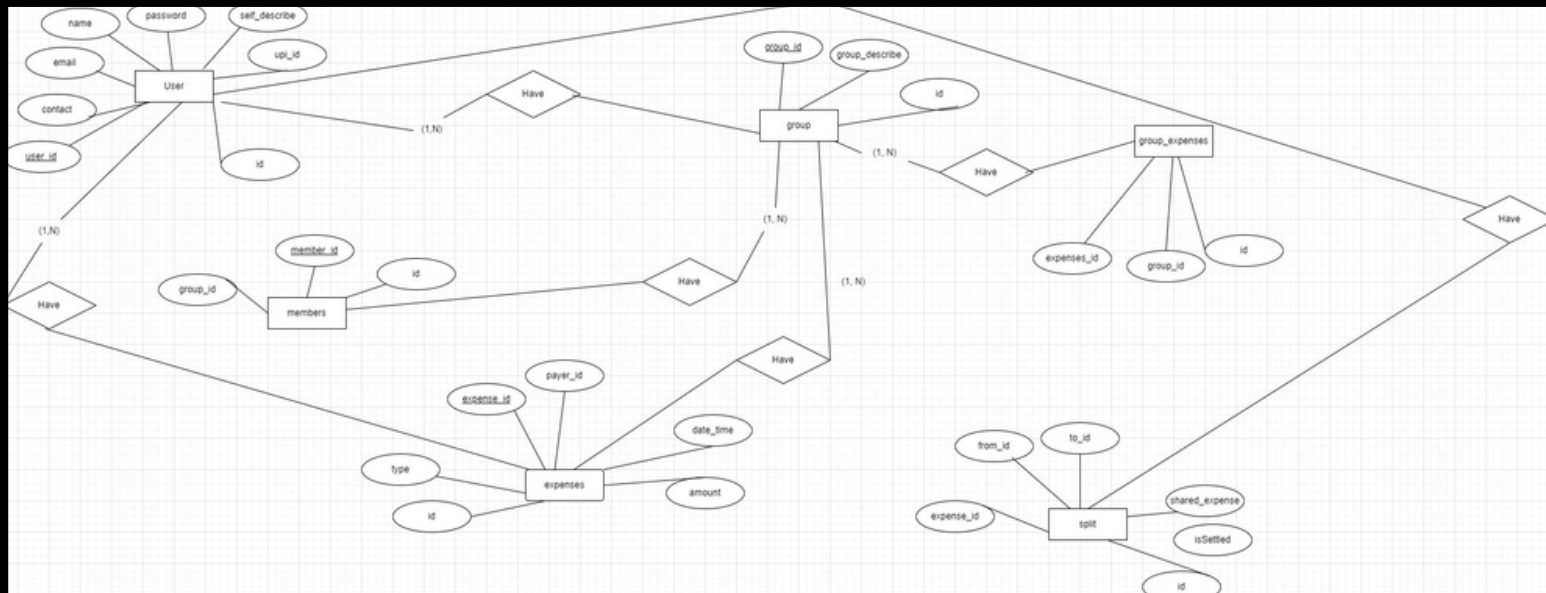 name
password
self_describe
email
upi_id
User
contact
user_id
id
(1,N)
Have
group_id
group_describe
id
group
(1, N)
Have
group_expenses
expenses_id
group_id
id
Have
(1,N)
Have
member_id
group_id
id
members
(1, N)
Have
(1, N)
Have
expense_id
payer_id
date_time
type
expenses
amount
id
from_id
to_id
shared_expense
expense_id
split
isSettled
id